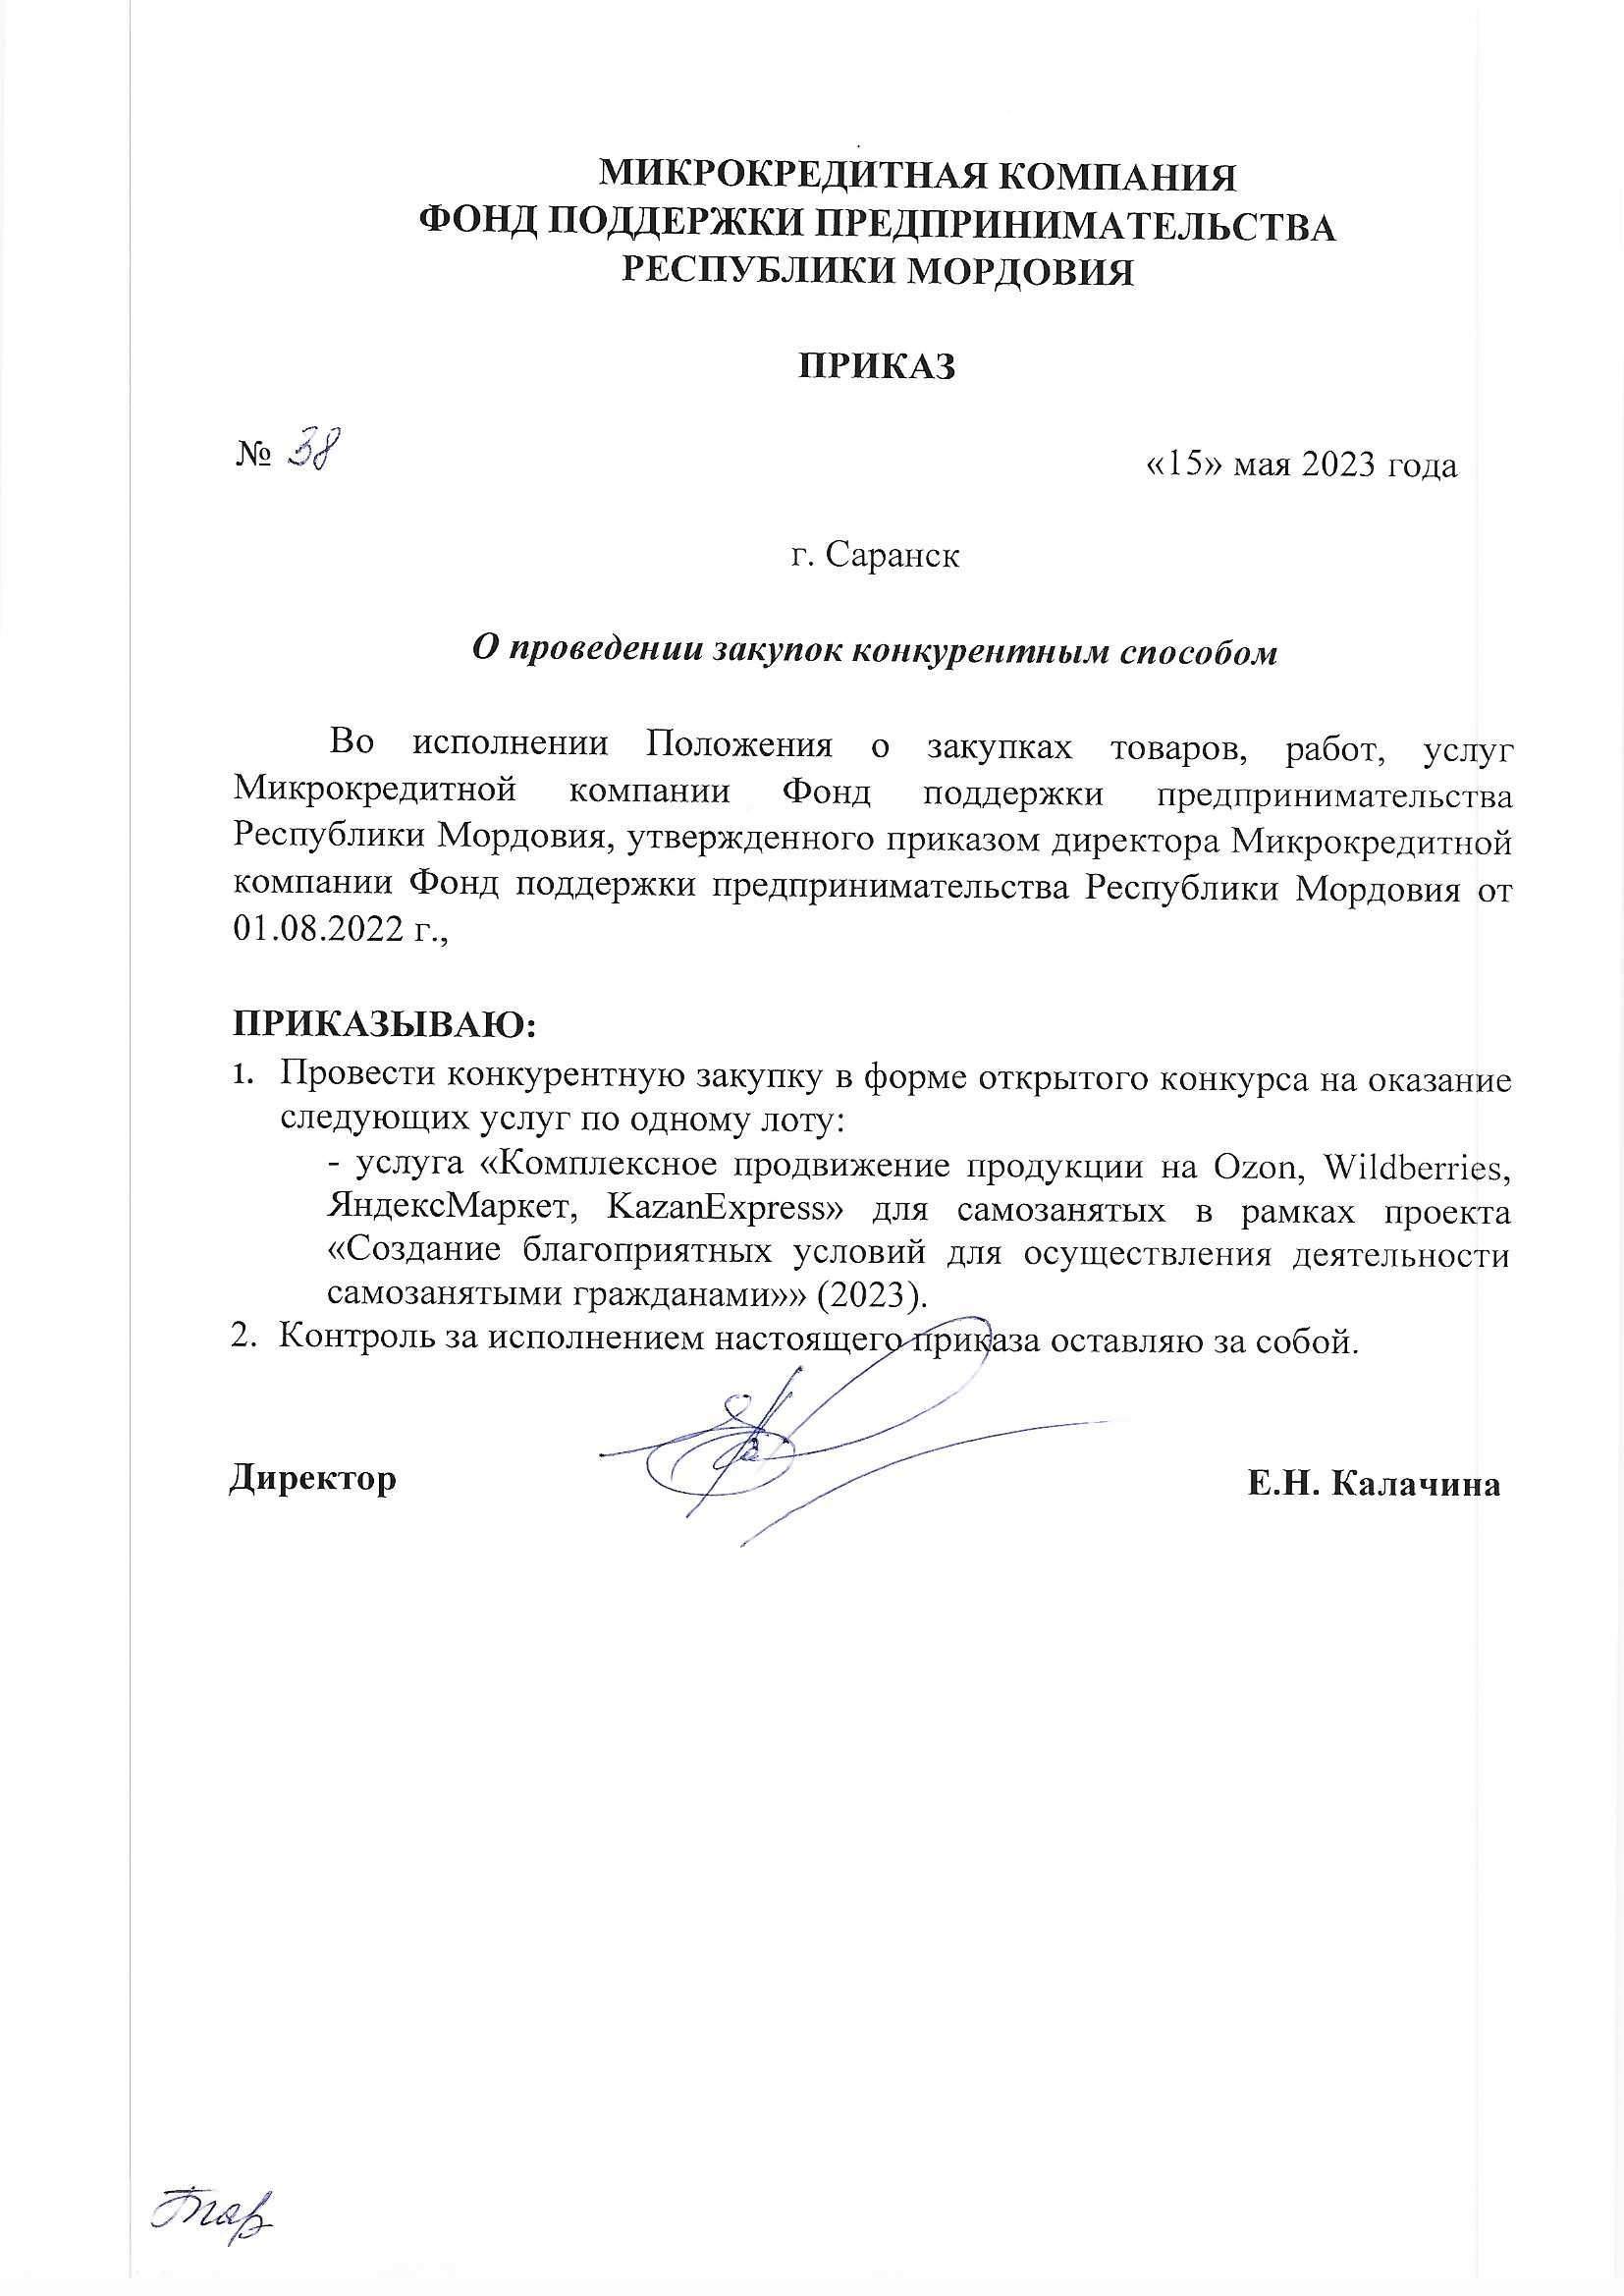 МИКРОКРЕДИТНАЯ КОМПАНИЯ
ФОНД ПОДДЕРЖКИ ПРЕДПРИНИМАТЕЛЬСТВА
РЕСПУБЛИКИ МОРДОВИЯ
ПРИКАЗ
№ 38
«15» мая 2023 года
г. Саранск
О проведении закупок конкурентным способом
Во исполнении Положения о закупках товаров, работ, услуг
Микрокредитной компании Фонд поддержки предпринимательства
Республики Мордовия, утвержденного приказом директора Микрокредитной
компании Фонд поддержки предпринимательства Республики Мордовия от
01.08.2022 г.,
ПРИКАЗЫВАЮ:
1. Провести конкурентную закупку в форме открытого конкурса на оказание
следующих услуг по одному лоту:
- услуга «Комплексное продвижение продукции на Ozon, Wildberries,
ЯндексМаркет, KazanExpress» для самозанятых в рамках проекта
«Создание благоприятных условий для осуществления деятельности
самозанятыми гражданами»» (2023).
2. Контроль за исполнением настоящего приказа оставляю за собой.
Директор
Е.Н. Калачина